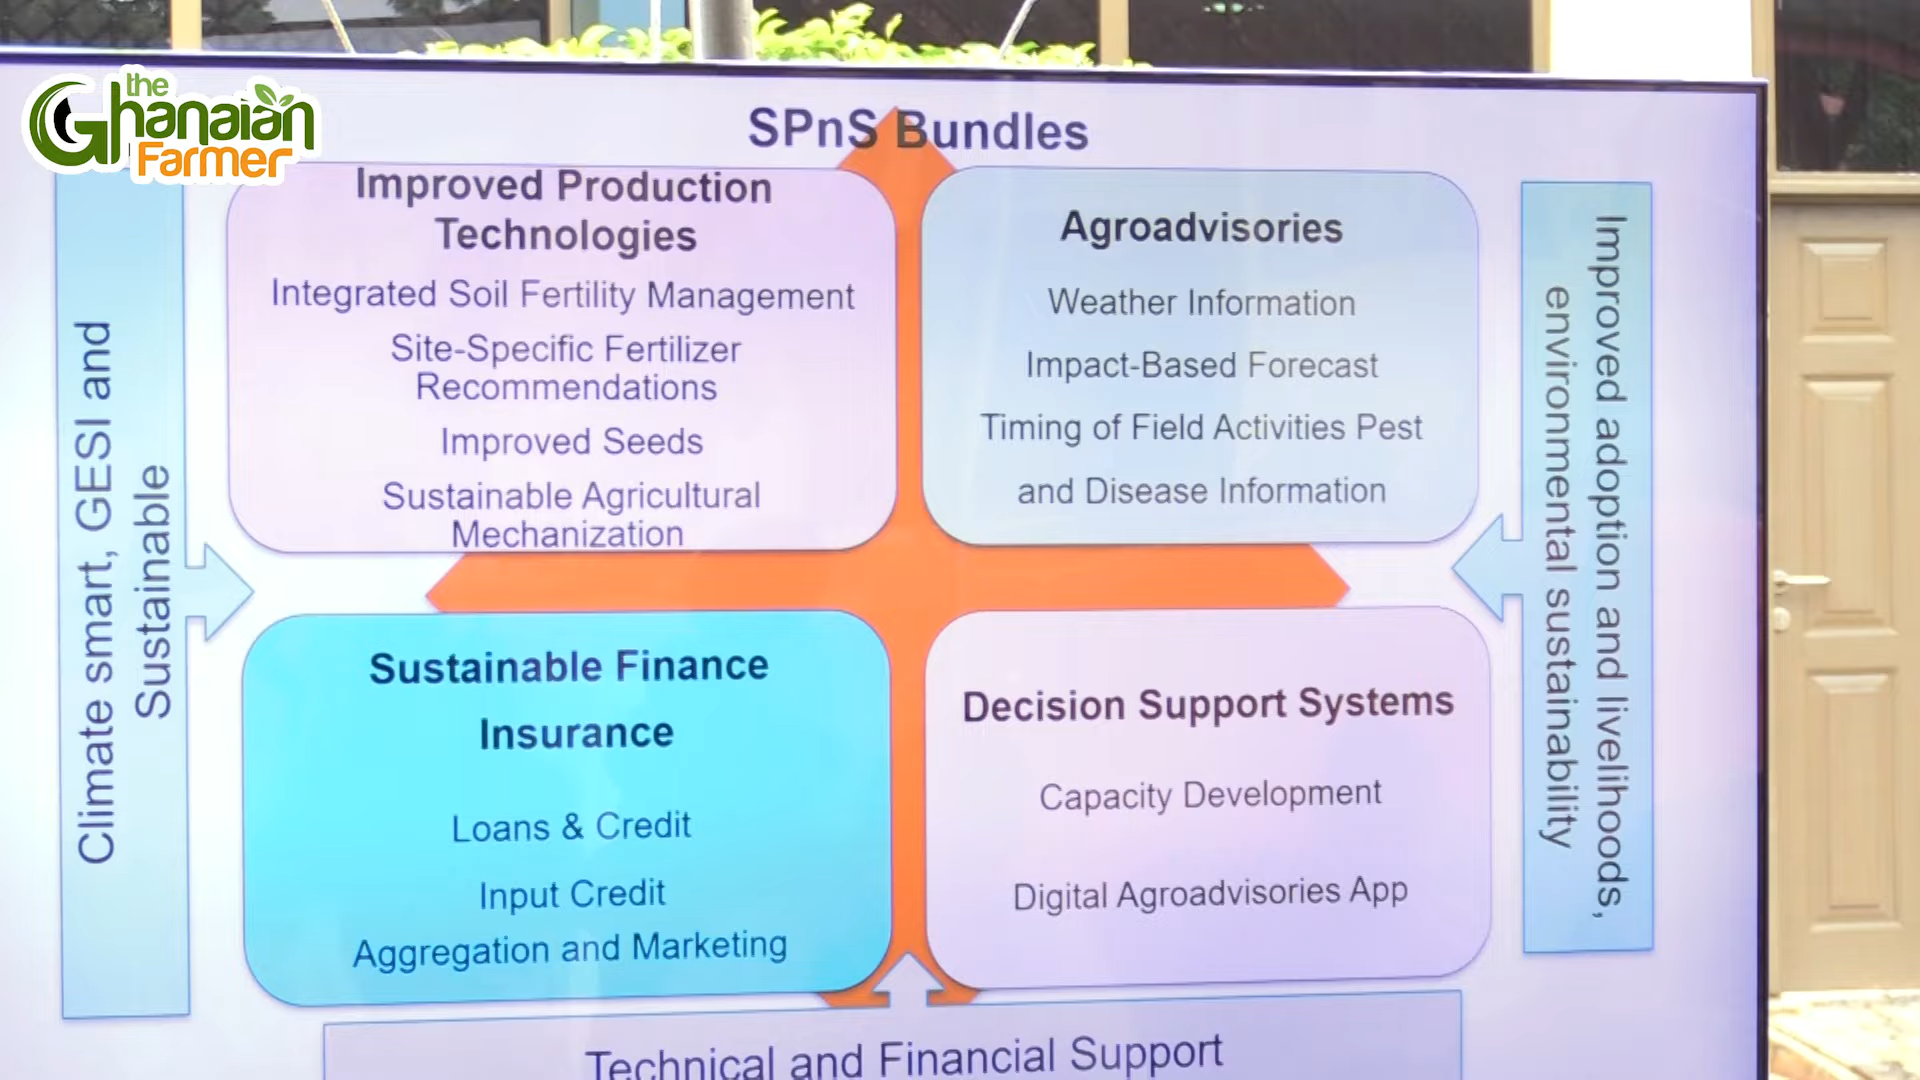 the
Ghanaian
Farmer
SPnS Bundles
Improved Production
Technologies
Integrated Soil Fertility Management
Site-Specific Fertilizer
Recommendations
Improved Seeds
Sustainable Agricultural
Mechanization
Agroadvisories
Weather Information
Impact-Based Forecast
Timing of Field Activities Pest
and Disease Information
Climate smart, GESI and
Sustainable
Improved adoption and livelihoods,
environmental sustainability
Sustainable Finance
Insurance
Loans & Credit
Input Credit
Aggregation and Marketing
Decision Support Systems
Capacity Development
Digital Agroadvisories App
Technical and Financial Support